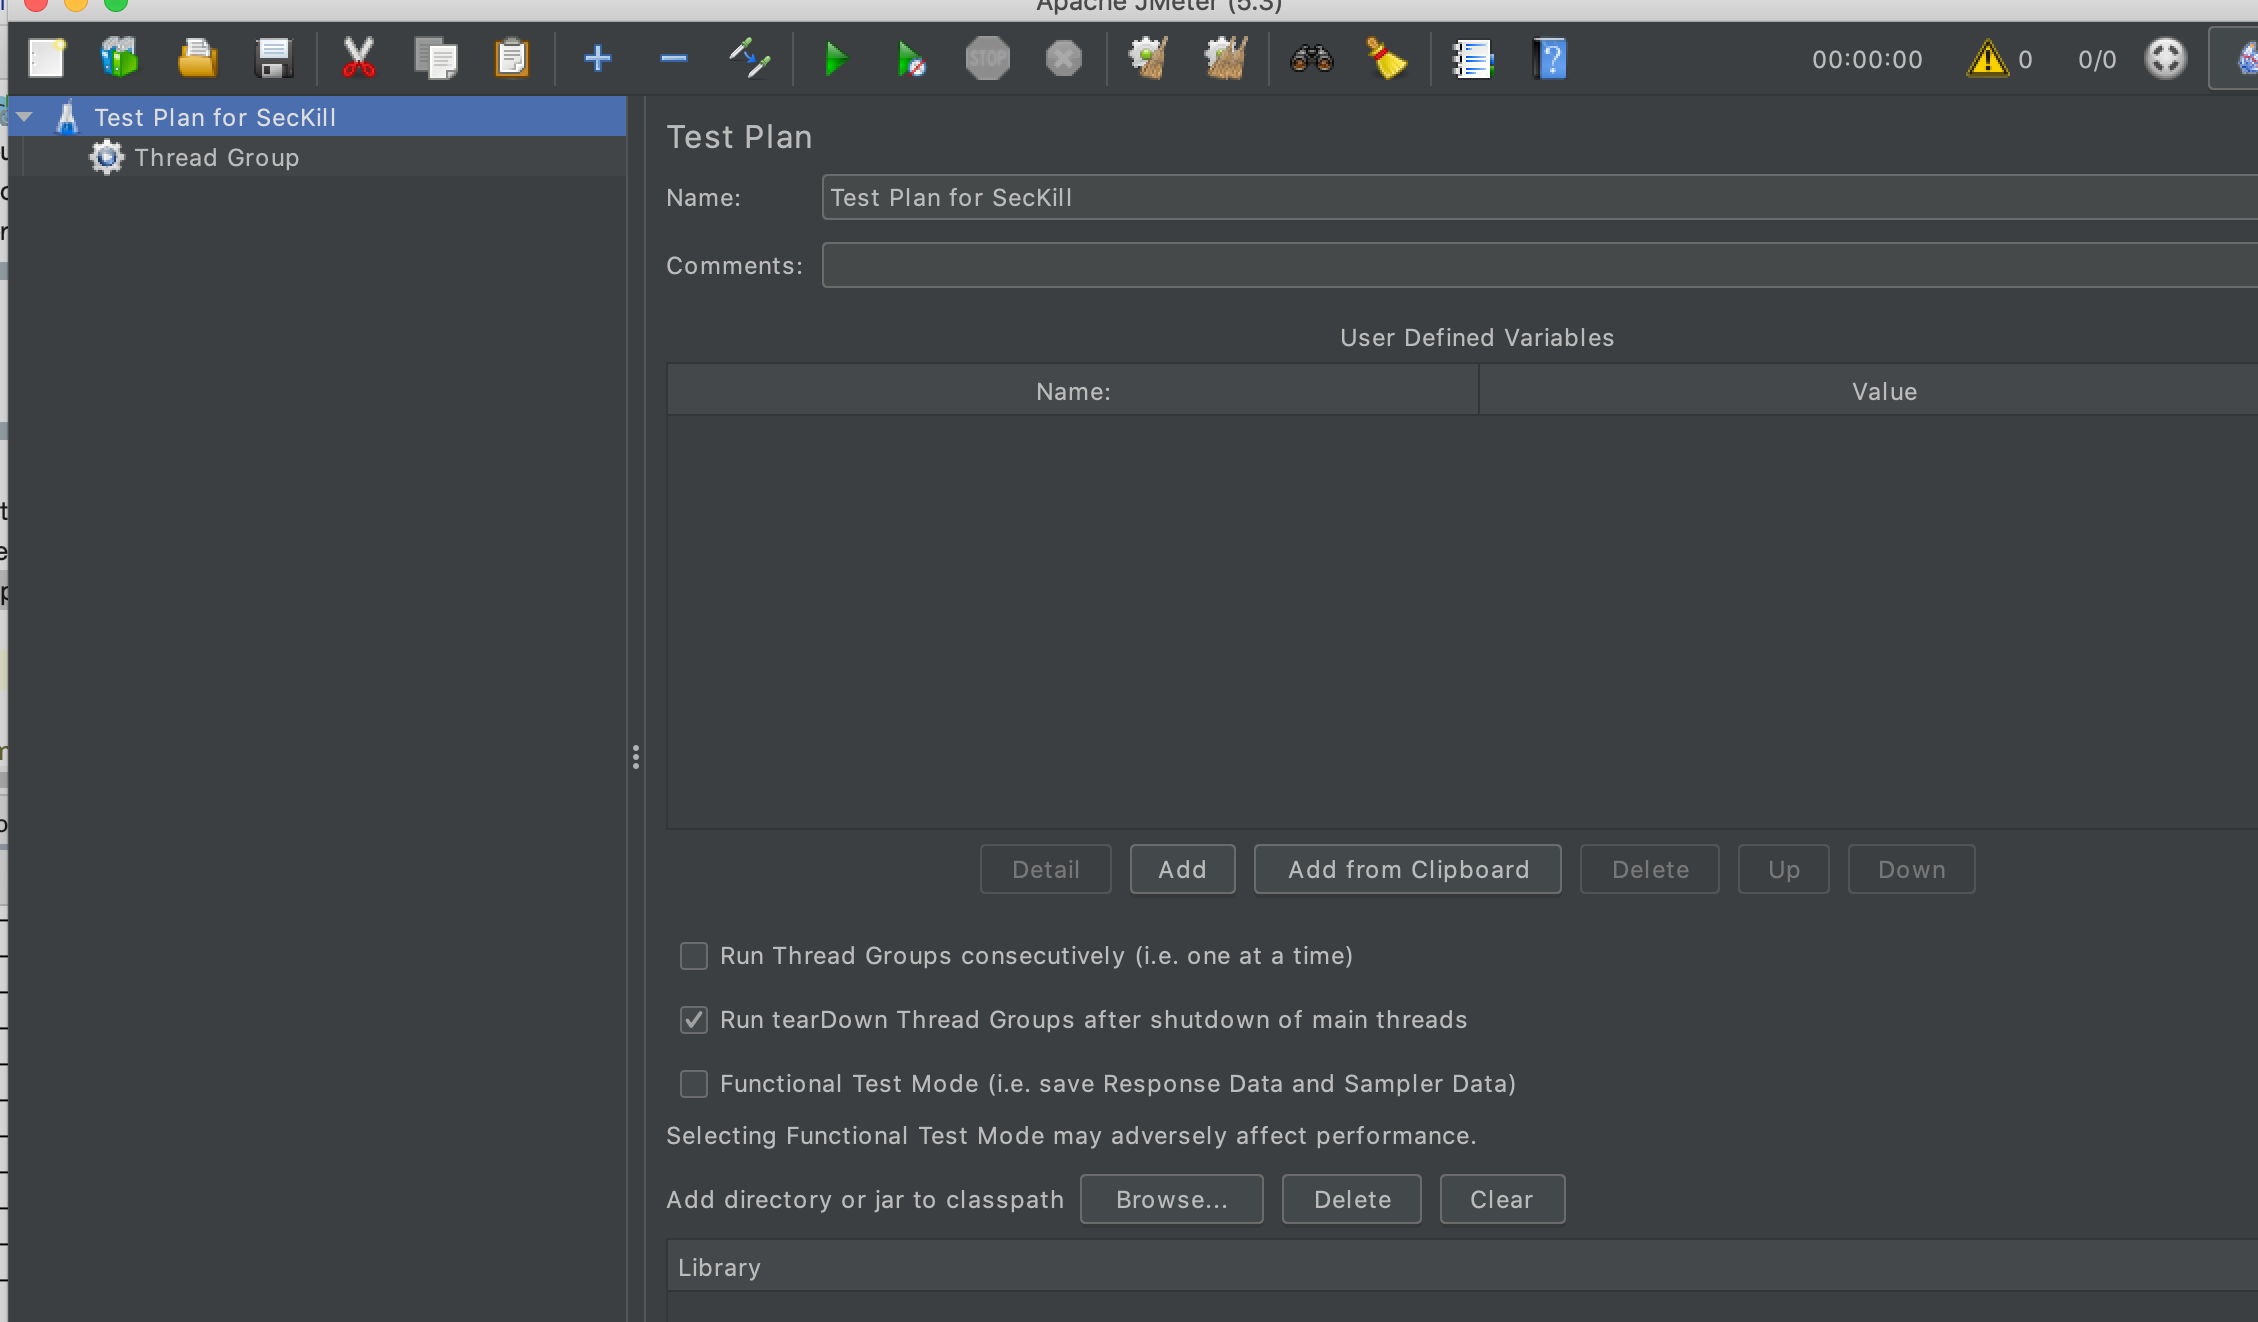 Apache JMeter (5.3)
STOP
00:00:00
0
0/0
Test Plan for SecKill
Thread Group
Test Plan
Name:
Test Plan for SecKill
Comments:
User Defined Variables
Name:
Value
Detail
Add
Add from Clipboard
Delete
Up
Down
Run Thread Groups consecutively (i.e. one at a time)
Run tearDown Thread Groups after shutdown of main threads
Functional Test Mode (i.e. save Response Data and Sampler Data)
Selecting Functional Test Mode may adversely affect performance.
Add directory or jar to classpath
Browse...
Delete
Clear
Library